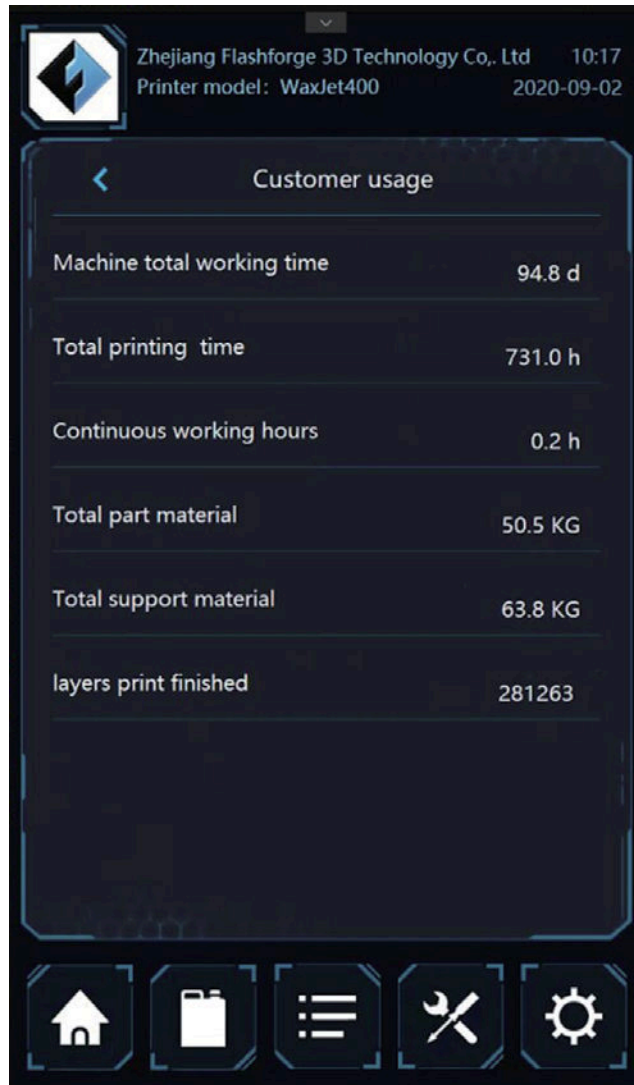 Zhejiang Flashforge 3D Technology Co,. Ltd 10:17
Printer model: WaxJet400 2020-09-02
Customer usage
Machine total working time 94.8 d
Total printing time 731.0 h
Continuous working hours 0.2 h
Total part material 50.5 KG
Total support material 63.8 KG
layers print finished 281263